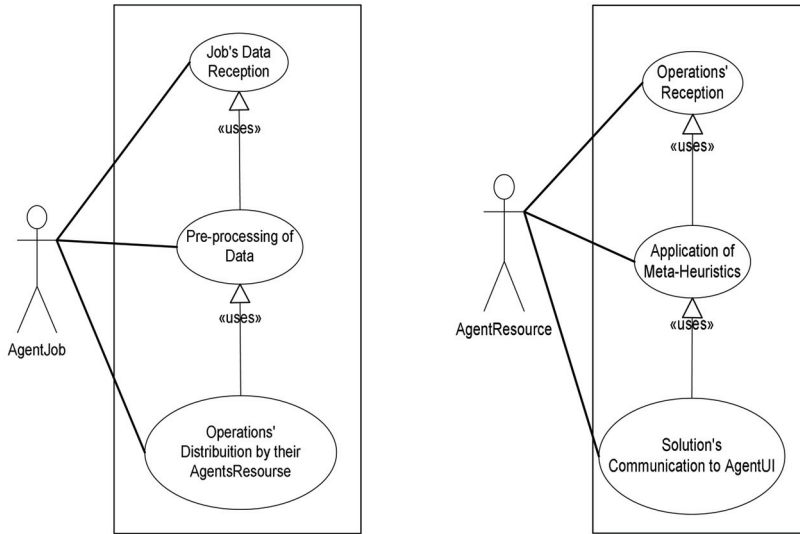 Job's Data
Reception
«uses»
Pre-processing of
Data
«uses»
AgentJob
Operations'
Distribuition by their
AgentsResourse
Operations'
Reception
«uses»
Application of
Meta-Heuristics
«uses»
AgentResource
Solution's
Communication to AgentUI